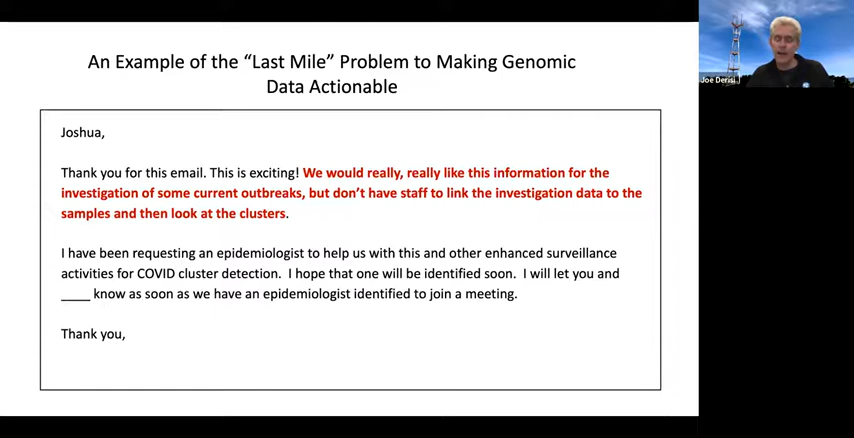 An Example of the “Last Mile” Problem to Making Genomic
Data Actionable
Joshua,
Thank you for this email. This is exciting! We would really, really like this information for the
investigation of some current outbreaks, but don’t have staff to link the investigation data to the
samples and then look at the clusters.
I have been requesting an epidemiologist to help us with this and other enhanced surveillance
activities for COVID cluster detection.  I hope that one will be identified soon.  I will let you and
____ know as soon as we have an epidemiologist identified to join a meeting.
Thank you,
Joe Derisi